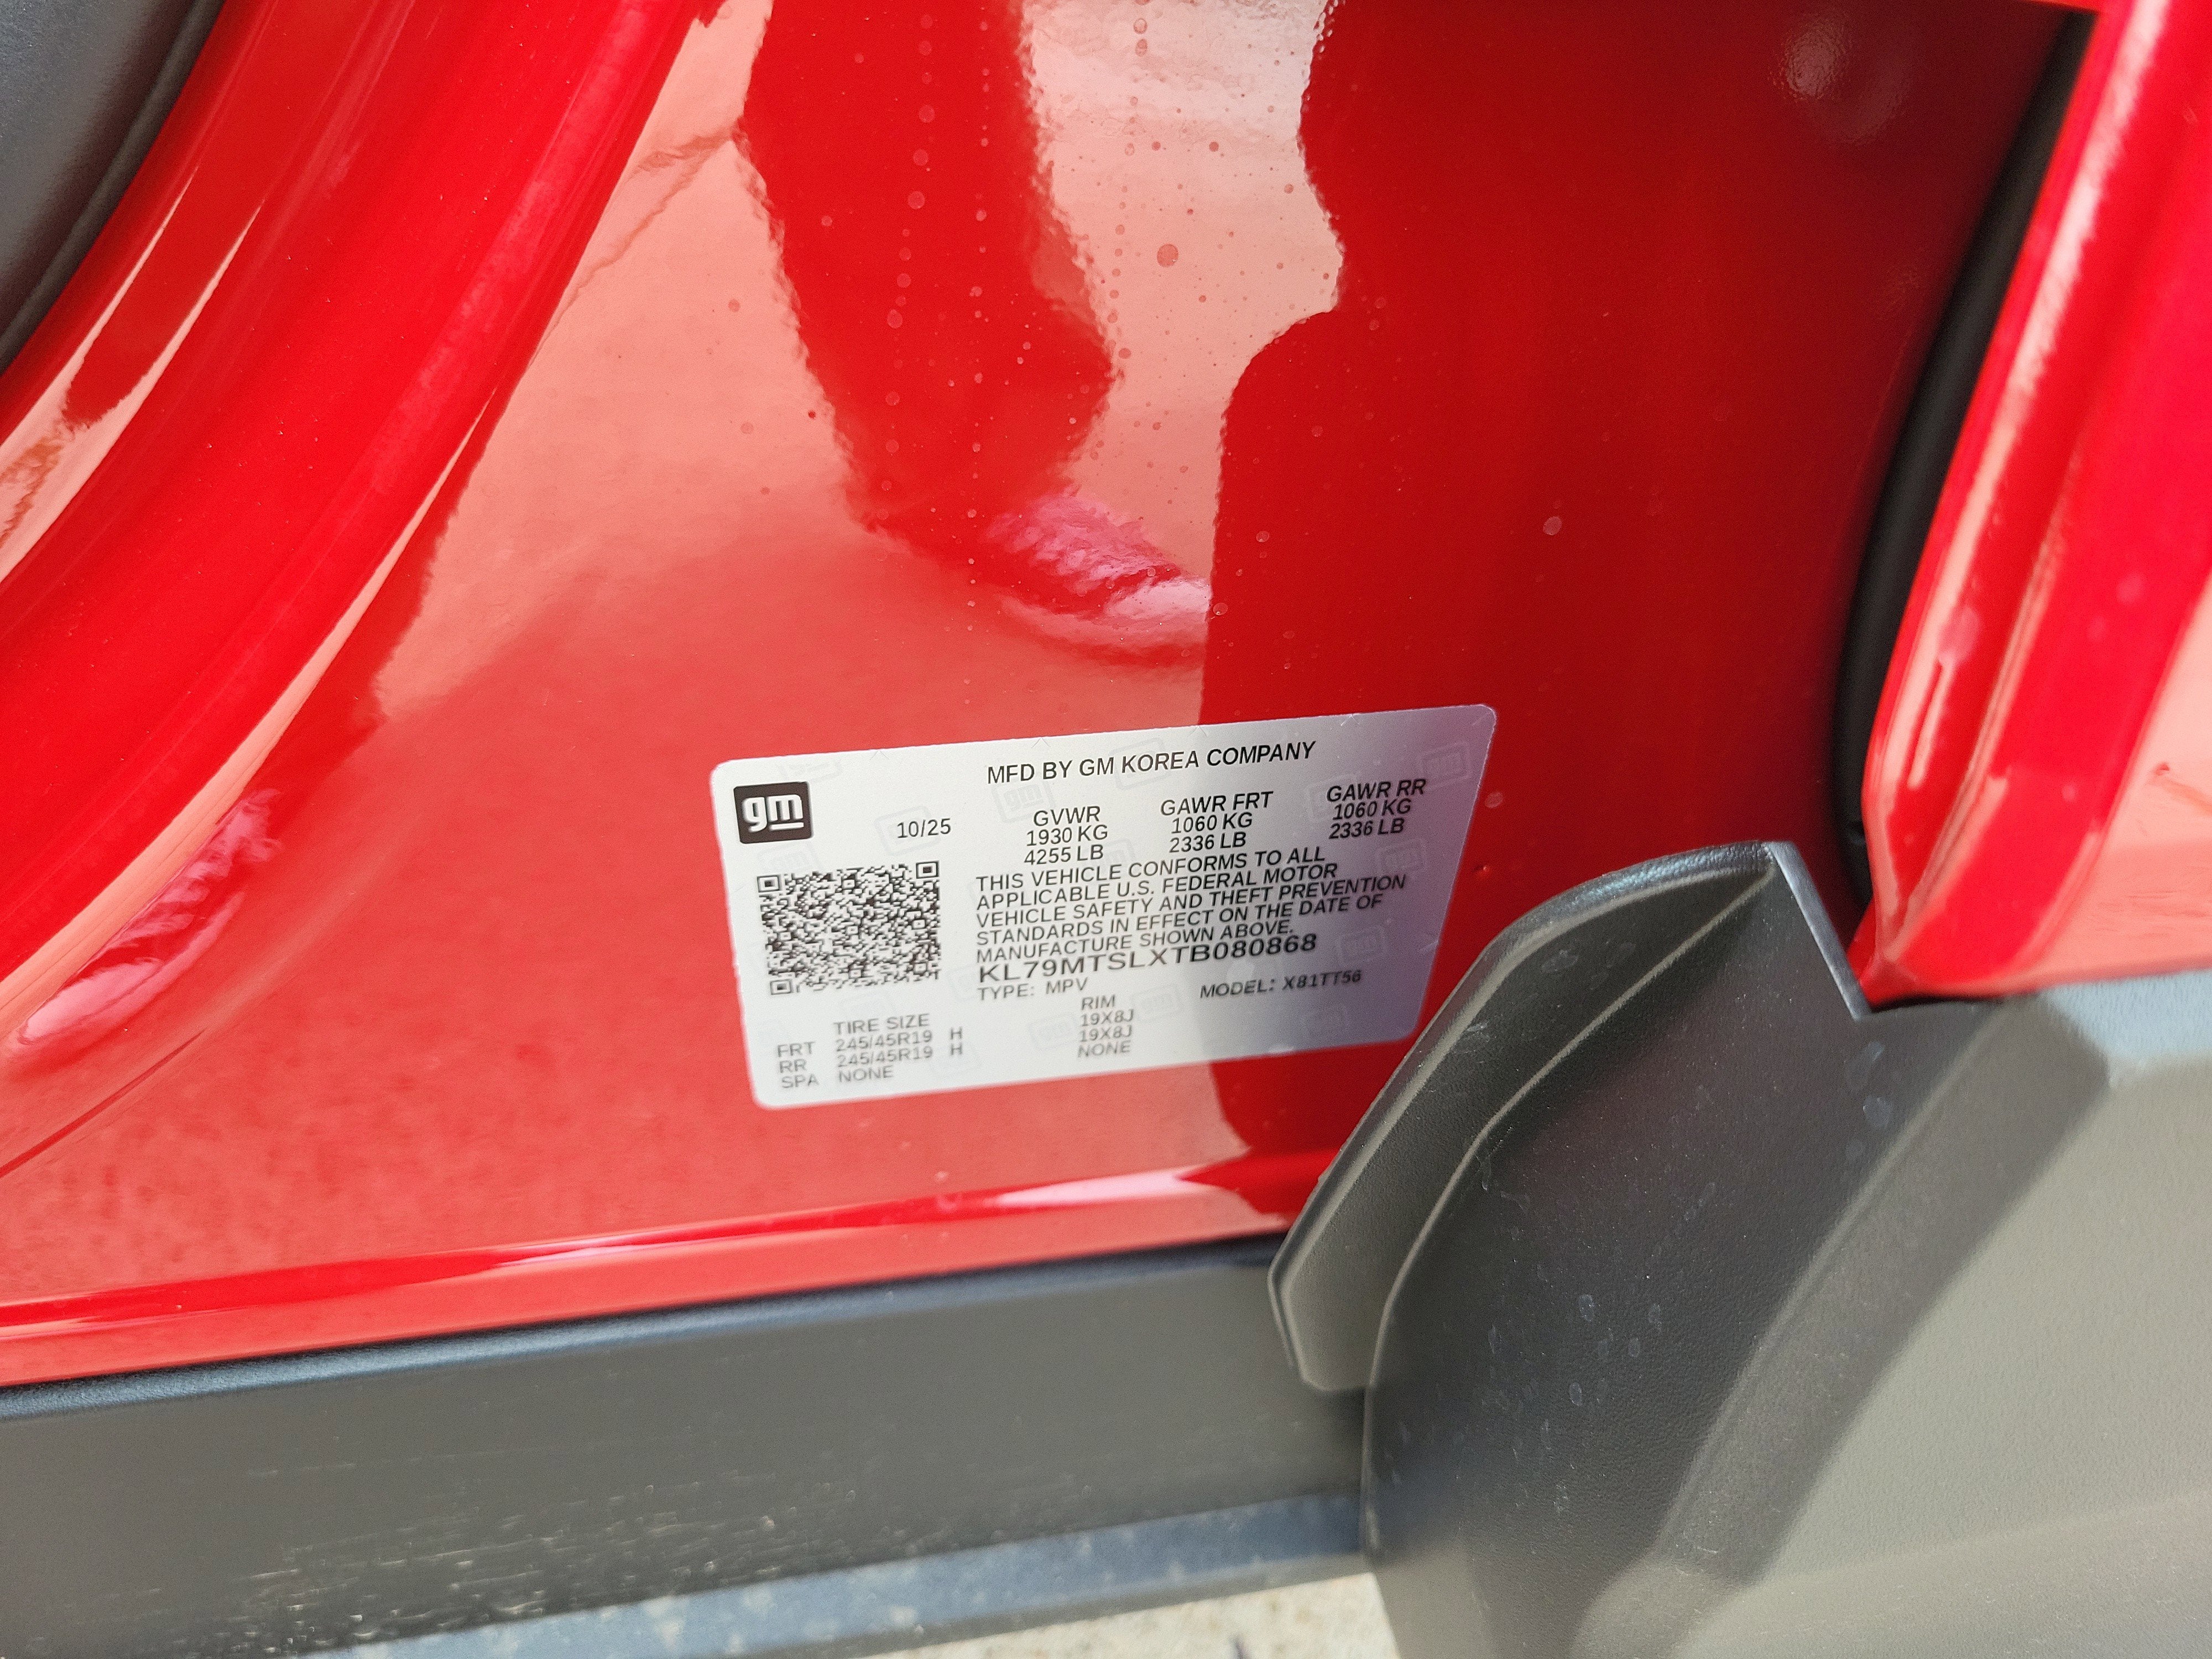 MFD BY GM KOREA COMPANY
gm
10/25
GVWR GAWR FRT GAWR RR
1930 KG 1060 KG 1060 KG
4255 LB 2336 LB 2336 LB
THIS VEHICLE CONFORMS TO ALL
APPLICABLE U.S. FEDERAL MOTOR
VEHICLE SAFETY AND THEFT PREVENTION
STANDARDS IN EFFECT ON THE DATE OF
MANUFACTURE SHOWN ABOVE.
KL79MTSLXTB080868
TYPE: MPV MODEL: X81TT56
TIRE SIZE RIM
FRT 245/45R19 H 19X8J
RR 245/45R19 H 19X8J
SPA NONE NONE